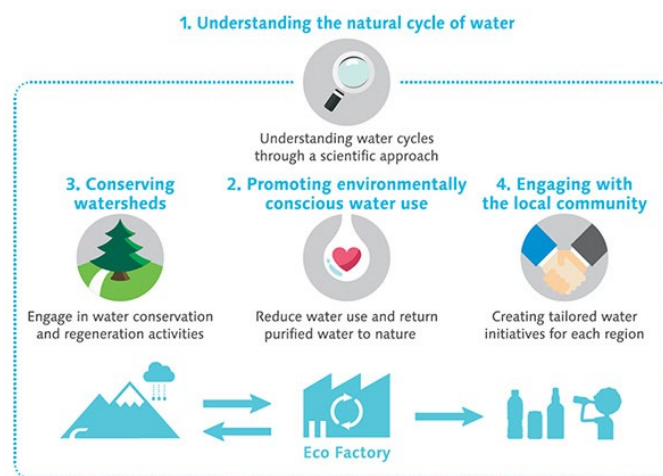 1. Understanding the natural cycle of water
Understanding water cycles
through a scientific approach
3. Conserving
watersheds
Engage in water conservation
and regeneration activities
2. Promoting environmentally
conscious water use
Reduce water use and return
purified water to nature
4. Engaging with
the local community
Creating tailored water
initiatives for each region
Eco Factory